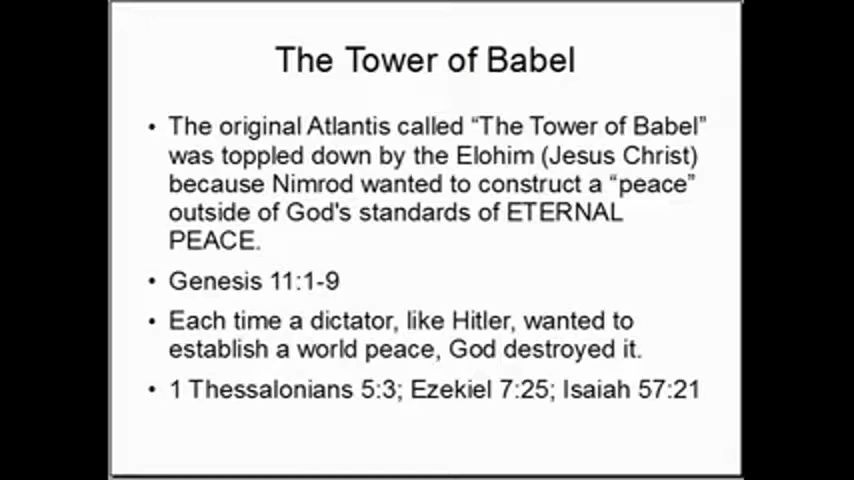 The Tower of Babel
• The original Atlantis called “The Tower of Babel”
was toppled down by the Elohim (Jesus Christ)
because Nimrod wanted to construct a “peace”
outside of God's standards of ETERNAL
PEACE.
• Genesis 11:1-9
• Each time a dictator, like Hitler, wanted to
establish a world peace, God destroyed it.
• 1 Thessalonians 5:3; Ezekiel 7:25; Isaiah 57:21